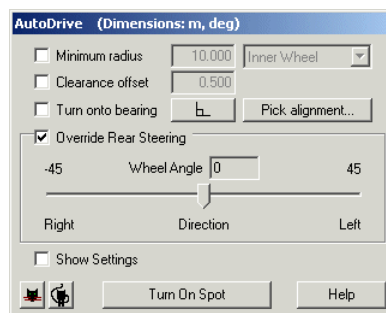 AutoDrive (Dimensions: m, deg)
Minimum radius 10.000 Inner Wheel
Clearance offset 0.500
Turn onto bearing Pick alignment...
Override Rear Steering
-45 Wheel Angle 0 45
Right Direction Left
Show Settings
Turn On Spot Help